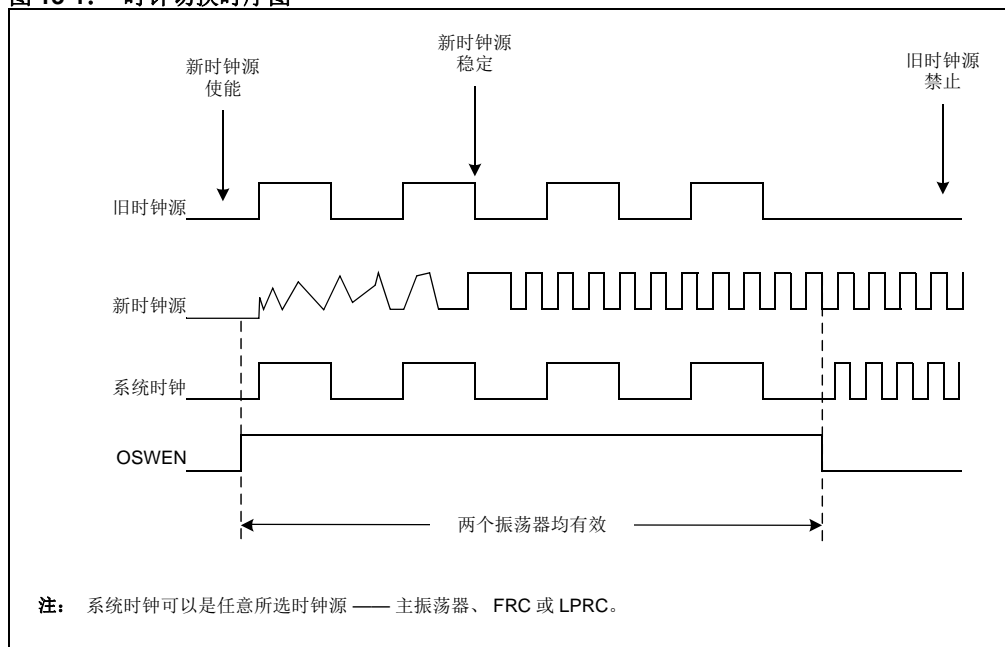 新时钟源
使能
新时钟源
稳定
旧时钟源
禁止
旧时钟源
新时钟源
系统时钟
OSWEN
两个振荡器均有效
注： 系统时钟可以是任意所选时钟源 —— 主振荡器、 FRC 或 LPRC。